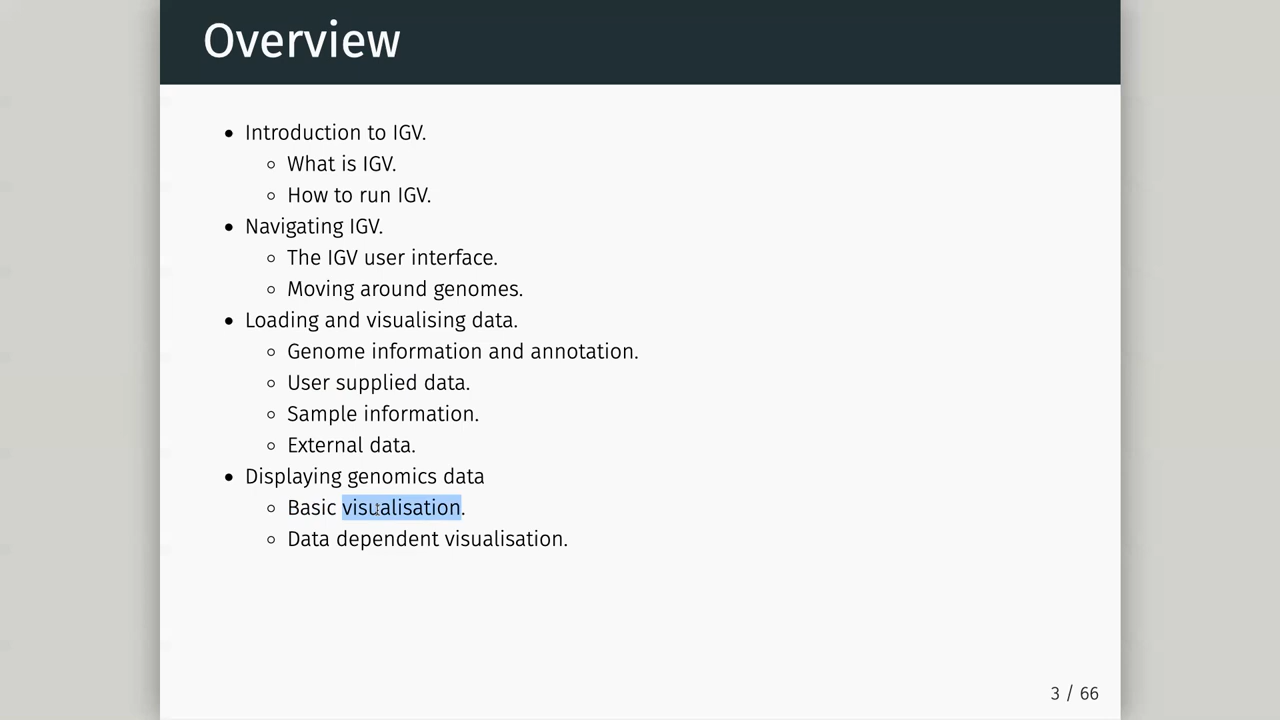 Overview
• Introduction to IGV.
◦ What is IGV.
◦ How to run IGV.
• Navigating IGV.
◦ The IGV user interface.
◦ Moving around genomes.
• Loading and visualising data.
◦ Genome information and annotation.
◦ User supplied data.
◦ Sample information.
◦ External data.
• Displaying genomics data
◦ Basic visualisation.
◦ Data dependent visualisation.
3 / 66